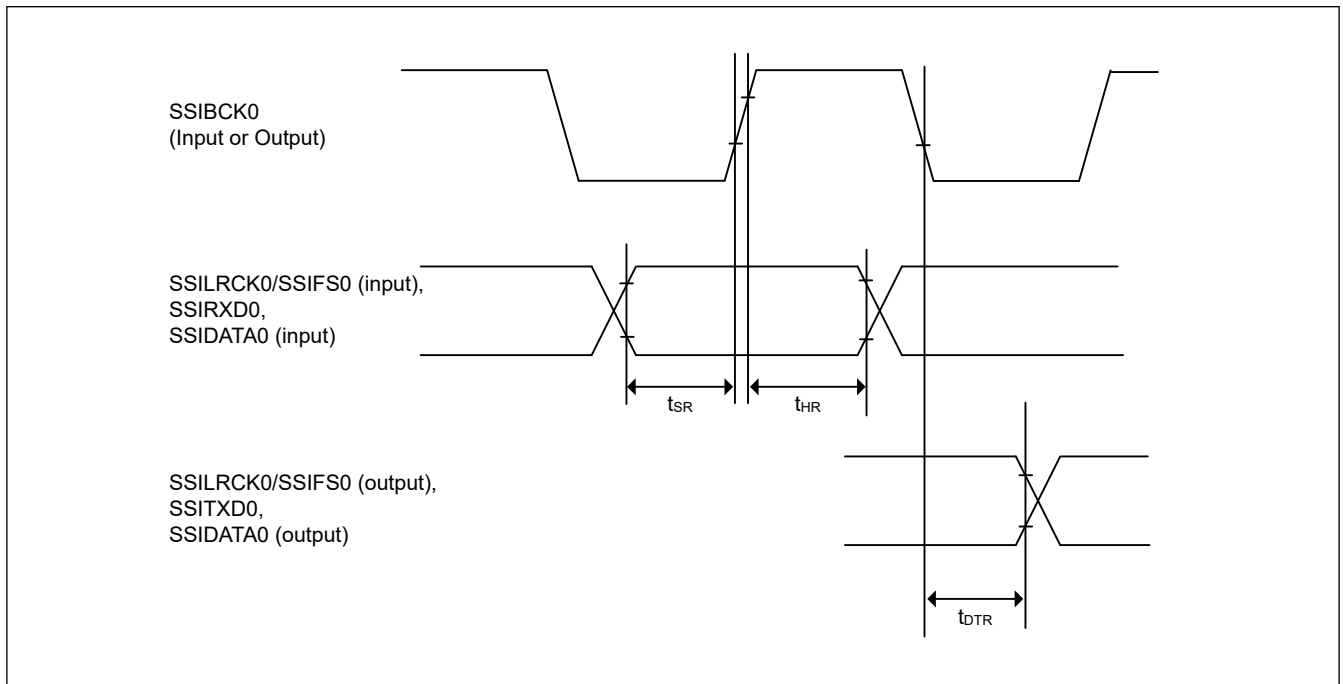 SSIBCK0
(Input or Output)
SSILRCK0/SSIFS0 (input),
SSIRXD0,
SSIDATA0 (input)
tSR
tHR
SSILRCK0/SSIFS0 (output),
SSITXD0,
SSIDATA0 (output)
tDTR